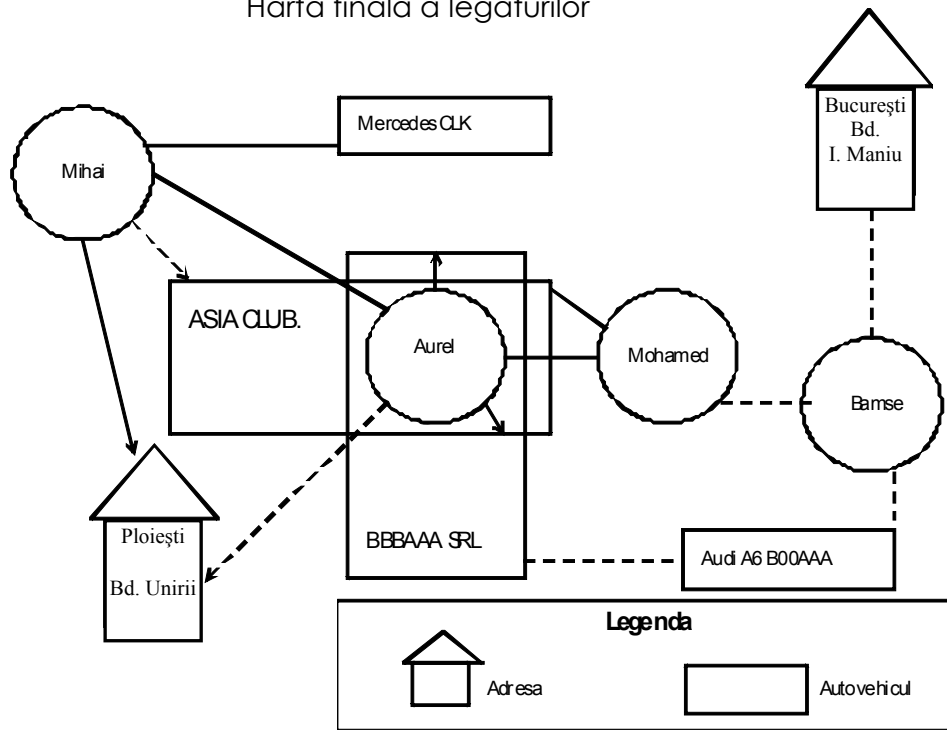 Harta finală a legăturilor
Mercedes CLK
Bucureşti
Bd.
I. Maniu
Mihai
ASIA CLUB.
Aurel
Mohamed
Bamse
Ploieşti
Bd. Unirii
BBBAAA SRL
Audi A6 B00AAA
Legenda
Adresa
Autovehicul